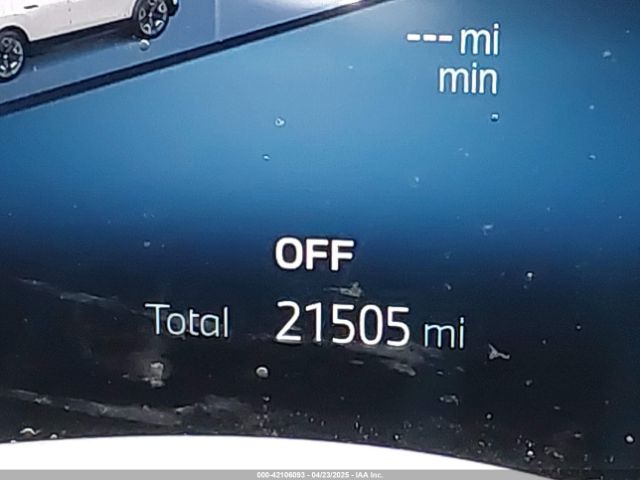 --- mi
min
OFF
Total 21505 mi
000-42106093 - 04/23/2025 - IAA Inc.